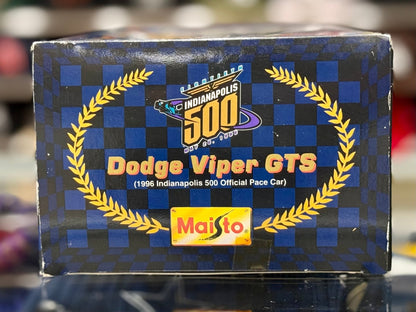 INDIANAPOLIS
500
Dodge Viper GTS
(1996 Indianapolis 500 Official Pace Car)
Maisto